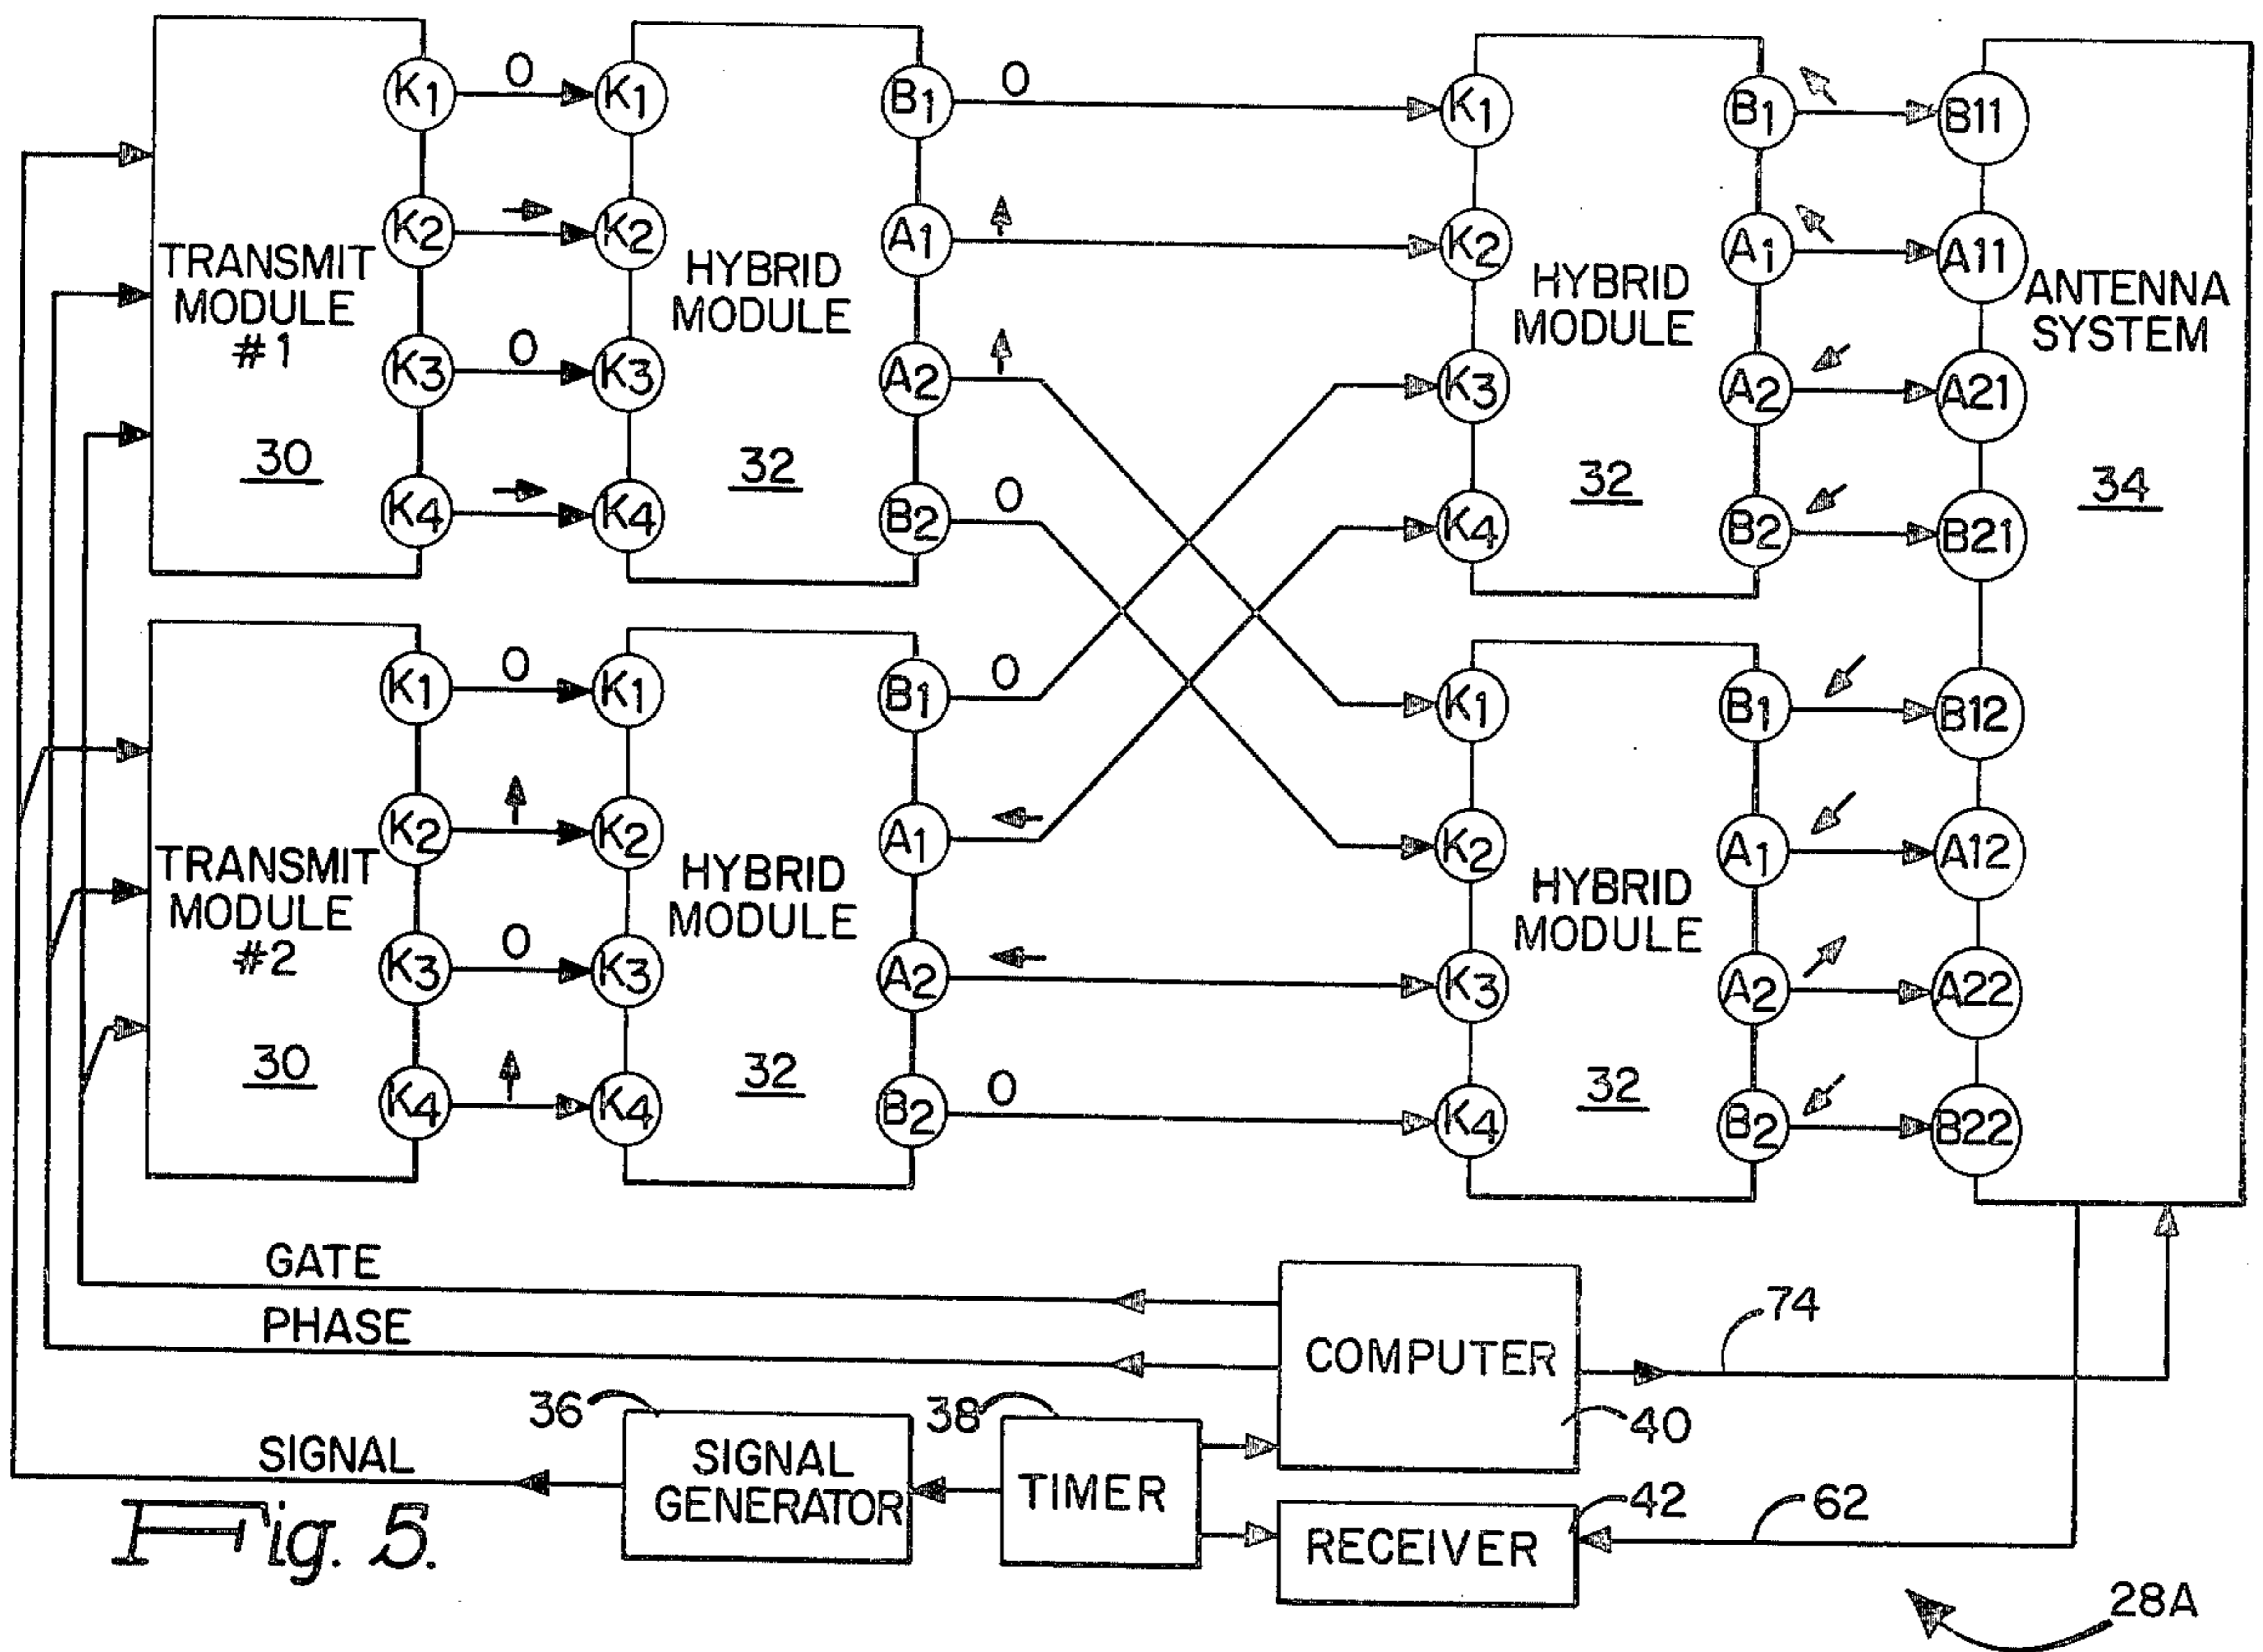 K1 0 K1 B1 0 K1 B1 B11
K2 K2 A1 K2 A1 A11
TRANSMIT
MODULE
#1
HYBRID
MODULE
HYBRID
MODULE
ANTENNA
SYSTEM
K3 0 K3 A2 K3 A2 A21
30 32 32 34
K4 K4 B2 0 K4 B2 B21
K1 0 K1 B1 0 K1 B1 B12
K2 K2 A1 K2 A1 A12
TRANSMIT
MODULE
#2
HYBRID
MODULE
HYBRID
MODULE
K3 0 K3 A2 K3 A2 A22
30 32 32
K4 K4 B2 0 K4 B2 B22
GATE
PHASE
COMPUTER
74
40
36
38
SIGNAL
SIGNAL
GENERATOR
TIMER
RECEIVER
42
62
Fig. 5.
28A